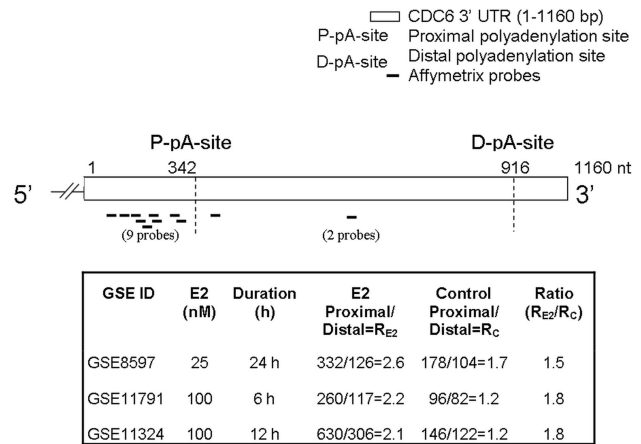 CDC6 3’ UTR (1-1160 bp)
P-pA-site Proximal polyadenylation site
D-pA-site Distal polyadenylation site
Affymetrix probes
P-pA-site D-pA-site
1 342 916 1160 nt
5’ 3’
(9 probes) (2 probes)
GSE ID E2 (nM) Duration (h) E2 Proximal/ Distal=RE2 Control Proximal/ Distal=RC Ratio (RE2/RC)
GSE8597 25 24 h 332/126=2.6 178/104=1.7 1.5
GSE11791 100 6 h 260/117=2.2 96/82=1.2 1.8
GSE11324 100 12 h 630/306=2.1 146/122=1.2 1.8